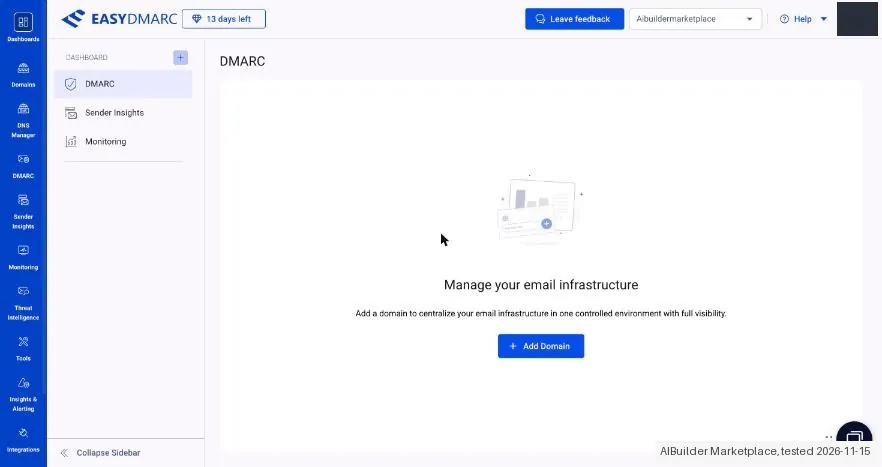 Dashboards
Domains
DNS
Manager
DMARC
Sender
Insights
Monitoring
Threat
Intelligence
Tools
Insights &
Alerting
Integrations
EASYDMARC
13 days left
Leave feedback
Aibuildermarketplace
Help
DASHBOARD
+
DMARC
Sender Insights
Monitoring
Collapse Sidebar
DMARC
Manage your email infrastructure
Add a domain to centralize your email infrastructure in one controlled environment with full visibility.
+ Add Domain
AIBuilder Marketplace, tested 2026-11-15